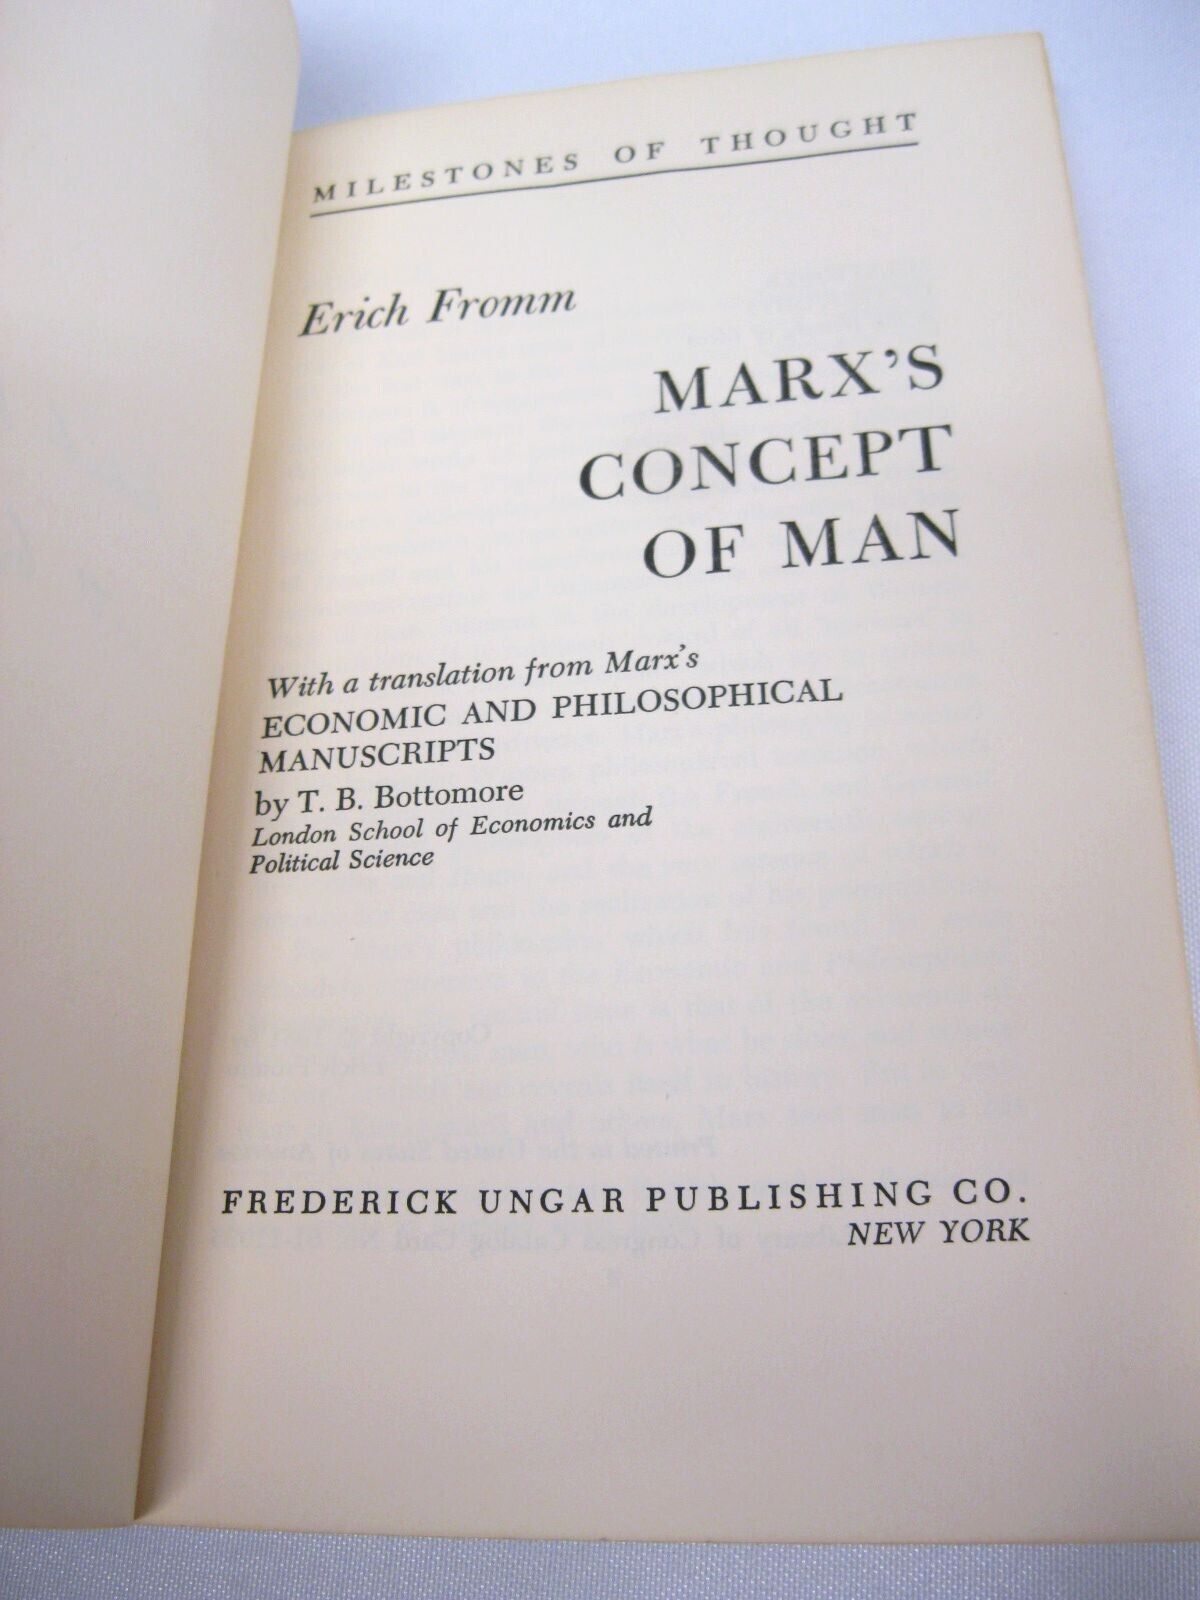 MILESTONES OF THOUGHT
Erich Fromm
MARX'S
CONCEPT
OF MAN
With a translation from Marx's
ECONOMIC AND PHILOSOPHICAL
MANUSCRIPTS
by T. B. Bottomore
London School of Economics and
Political Science
FREDERICK UNGAR PUBLISHING CO.
NEW YORK